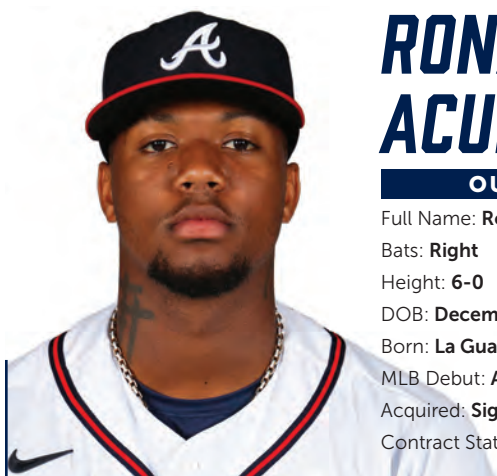 A
RON
ACU
OU
Full Name: R
Bats: Right
Height: 6-0
DOB: Decem
Born: La Gua
MLB Debut: A
Acquired: Sig
Contract Stat